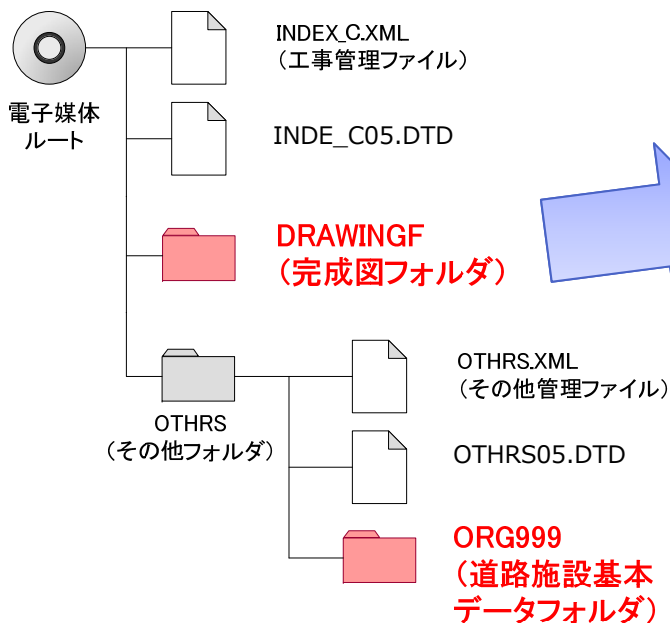 INDEX_C.XML
（工事管理ファイル）
電子媒体
ルート
INDE_C05.DTD
DRAWINGF
（完成図フォルダ）
OTHRS.XML
（その他管理ファイル）
OTHRS
（その他フォルダ）
OTHRS05.DTD
ORG999
（道路施設基本
データフォルダ）